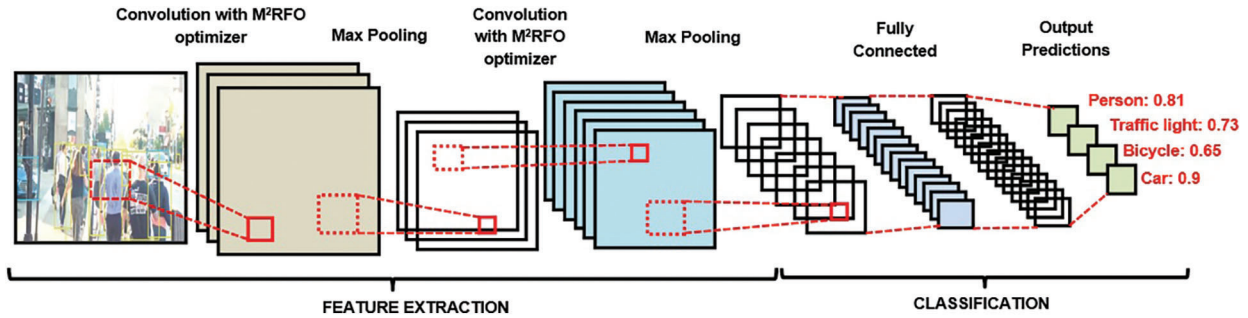 Convolution with M²RFO
optimizer
Max Pooling
Convolution
with M²RFO
optimizer
Max Pooling
Fully
Connected
Output
Predictions
Person: 0.81
Traffic light: 0.73
Bicycle: 0.65
Car: 0.9
FEATURE EXTRACTION
CLASSIFICATION